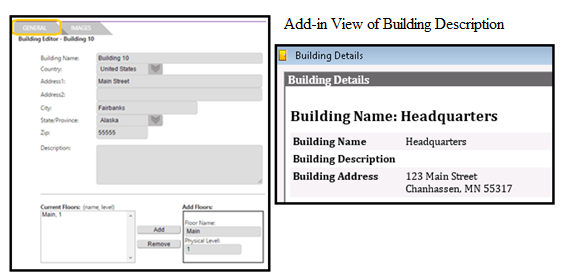 GENERAL IMAGES
Building Editor - Building 10
Building Name: Building 10
Country: United States
Address1: Main Street
Address2:
City: Fairbanks
State/Province: Alaska
Zip: 55555
Description:
Current Floors: (name, level)
Main, 1
Add
Remove
Add Floors:
Floor Name:
Main
Physical Level:
1
Add-in View of Building Description
Building Details
Building Details
Building Name: Headquarters
Building Name Headquarters
Building Description
Building Address 123 Main Street
Chanhassen, MN 55317